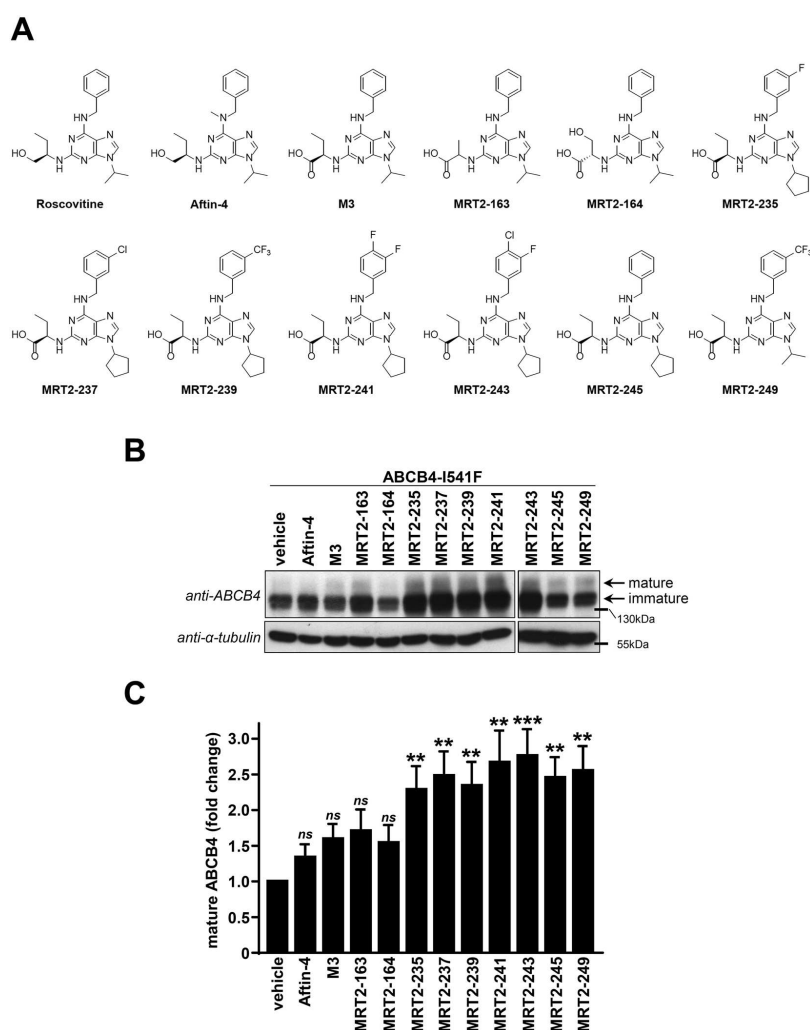 A
Roscovitine
Aftin-4
M3
MRT2-163
MRT2-164
MRT2-235
MRT2-237
MRT2-239
MRT2-241
MRT2-243
MRT2-245
MRT2-249
HN
N
HO
O
OH
F
Cl
CF3
B
ABCB4-I541F
vehicle
Aftin-4
M3
MRT2-163
MRT2-164
MRT2-235
MRT2-237
MRT2-239
MRT2-241
MRT2-243
MRT2-245
MRT2-249
anti-ABCB4
mature
immature
130kDa
anti-α-tubulin
55kDa
C
mature ABCB4 (fold change)
3.0
2.5
2.0
1.5
1.0
0.5
0
ns
ns
ns
ns
**
**
**
**
***
**
**
vehicle
Aftin-4
M3
MRT2-163
MRT2-164
MRT2-235
MRT2-237
MRT2-239
MRT2-241
MRT2-243
MRT2-245
MRT2-249